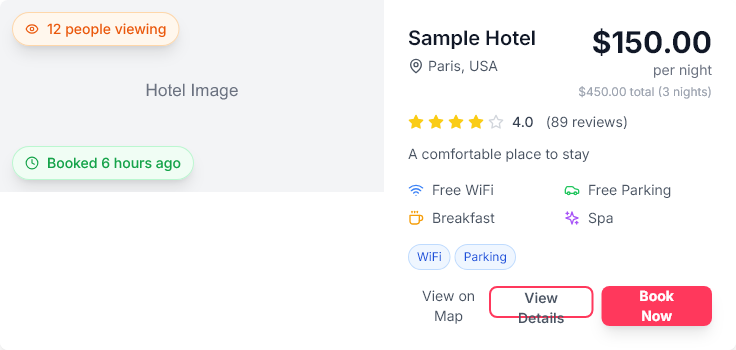 12 people viewing
Hotel Image
Booked 6 hours ago
Sample Hotel
$150.00
Paris, USA
per night
$450.00 total (3 nights)
4.0 (89 reviews)
A comfortable place to stay
Free WiFi
Free Parking
Breakfast
Spa
WiFi
Parking
View on
Map
View
Details
Book
Now